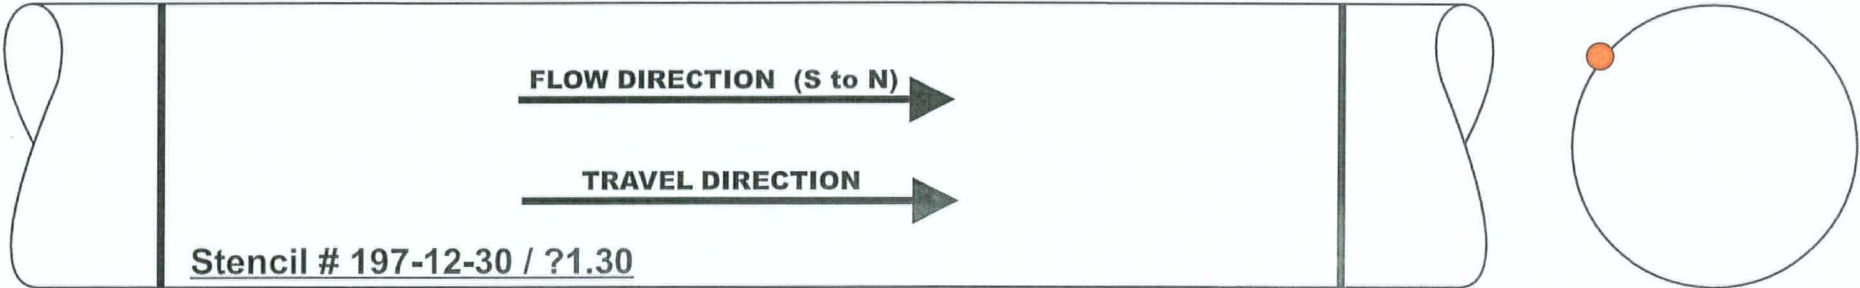 FLOW DIRECTION (S to N)
TRAVEL DIRECTION
Stencil # 197-12-30 / ?1.30